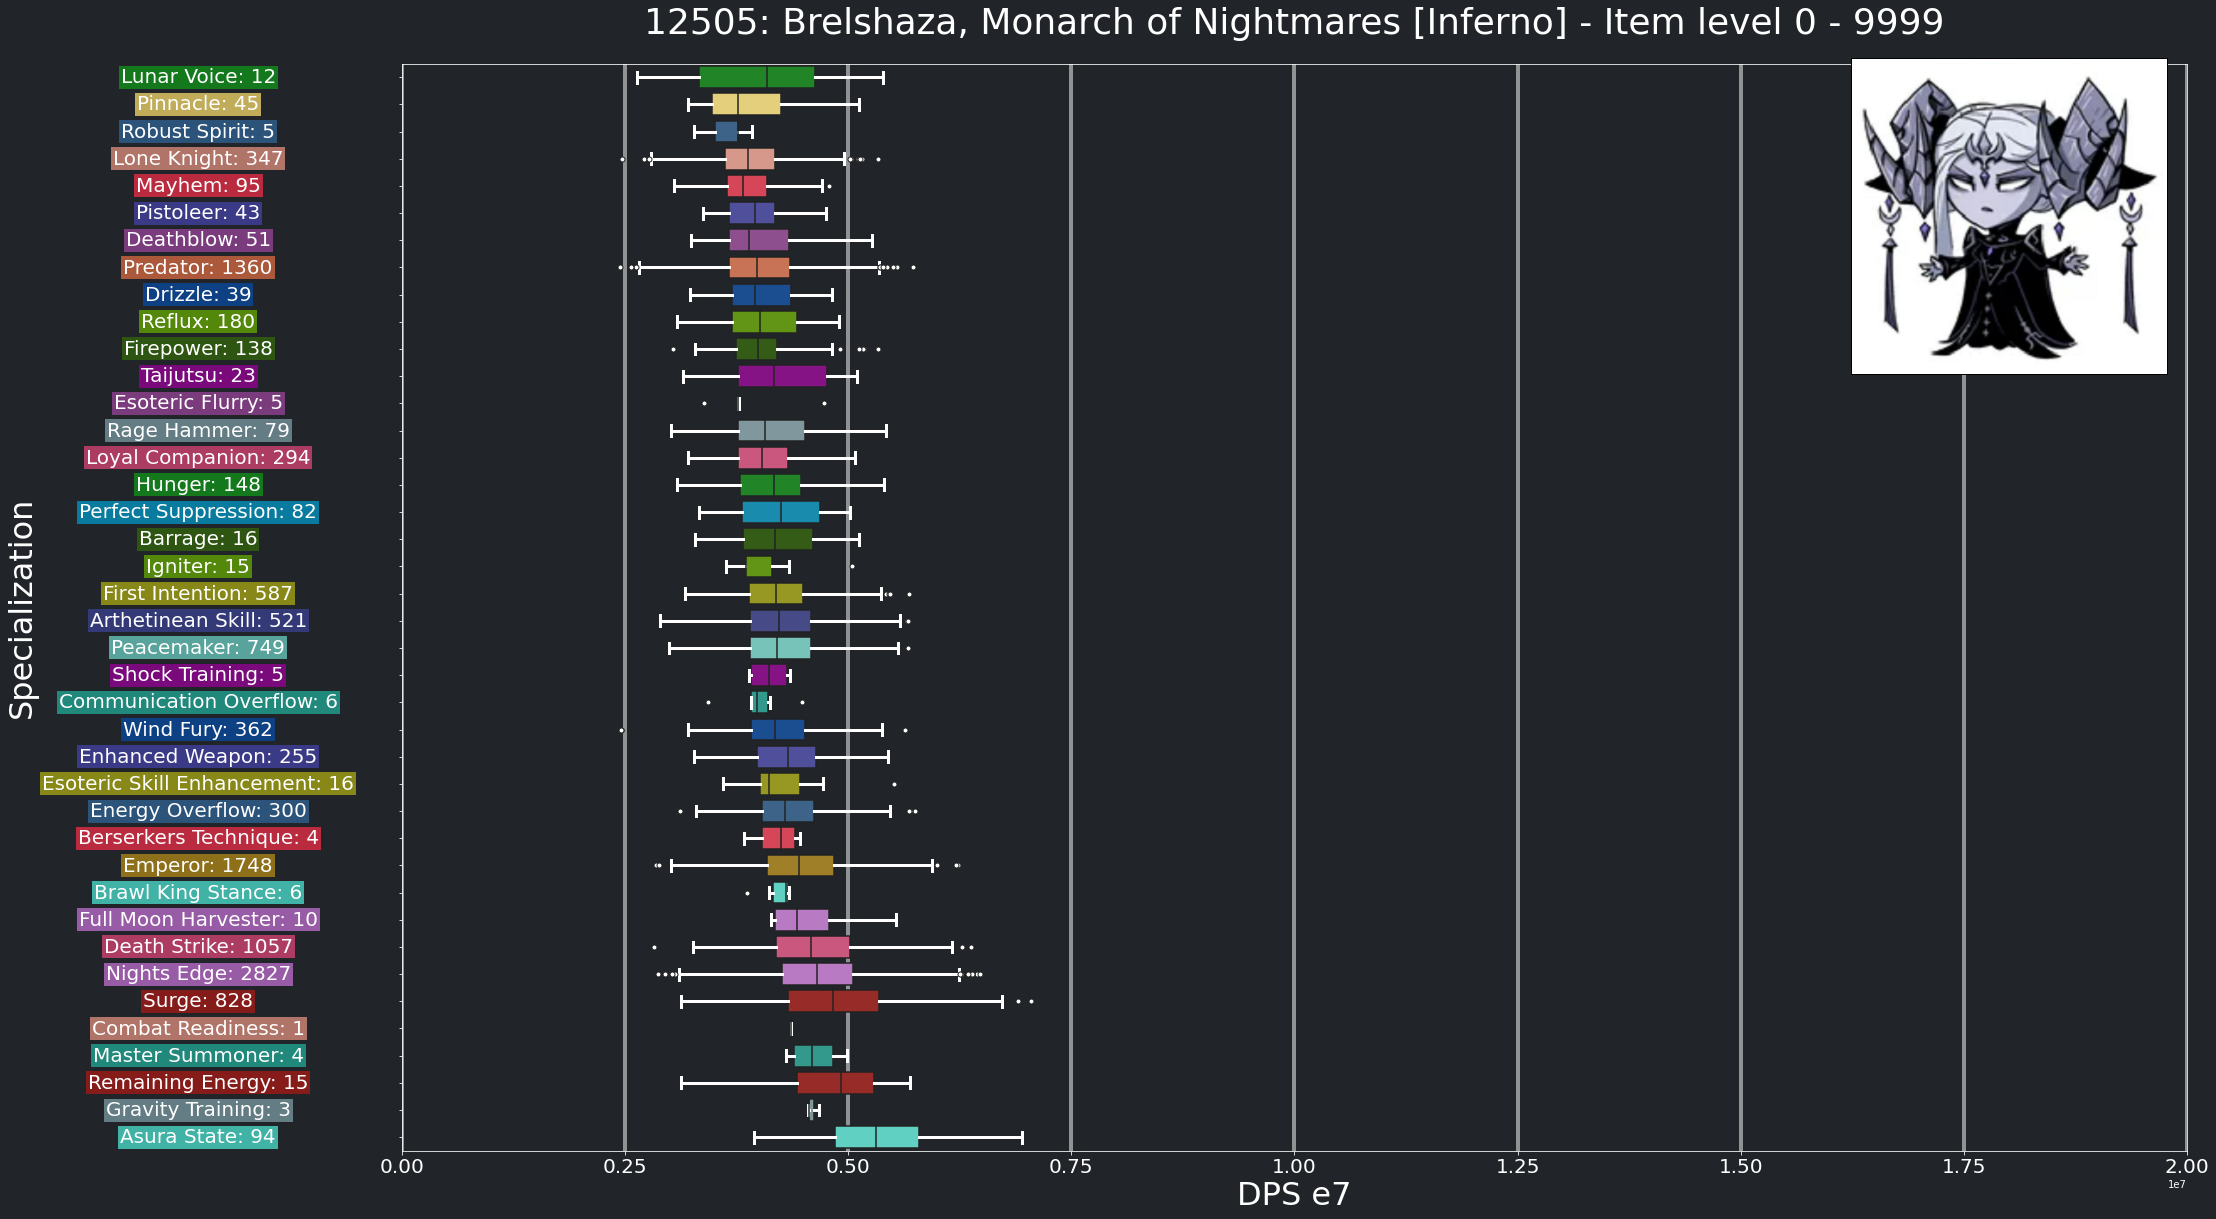 12505: Brelshaza, Monarch of Nightmares [Inferno] - Item level 0 - 9999
Specialization
Lunar Voice: 12
Pinnacle: 45
Robust Spirit: 5
Lone Knight: 347
Mayhem: 95
Pistoleer: 43
Deathblow: 51
Predator: 1360
Drizzle: 39
Reflux: 180
Firepower: 138
Taijutsu: 23
Esoteric Flurry: 5
Rage Hammer: 79
Loyal Companion: 294
Hunger: 148
Perfect Suppression: 82
Barrage: 16
Igniter: 15
First Intention: 587
Arthetinean Skill: 521
Peacemaker: 749
Shock Training: 5
Communication Overflow: 6
Wind Fury: 362
Enhanced Weapon: 255
Esoteric Skill Enhancement: 16
Energy Overflow: 300
Berserkers Technique: 4
Emperor: 1748
Brawl King Stance: 6
Full Moon Harvester: 10
Death Strike: 1057
Nights Edge: 2827
Surge: 828
Combat Readiness: 1
Master Summoner: 4
Remaining Energy: 15
Gravity Training: 3
Asura State: 94
0.00 0.25 0.50 0.75 1.00 1.25 1.50 1.75 2.00
1e7
DPS e7